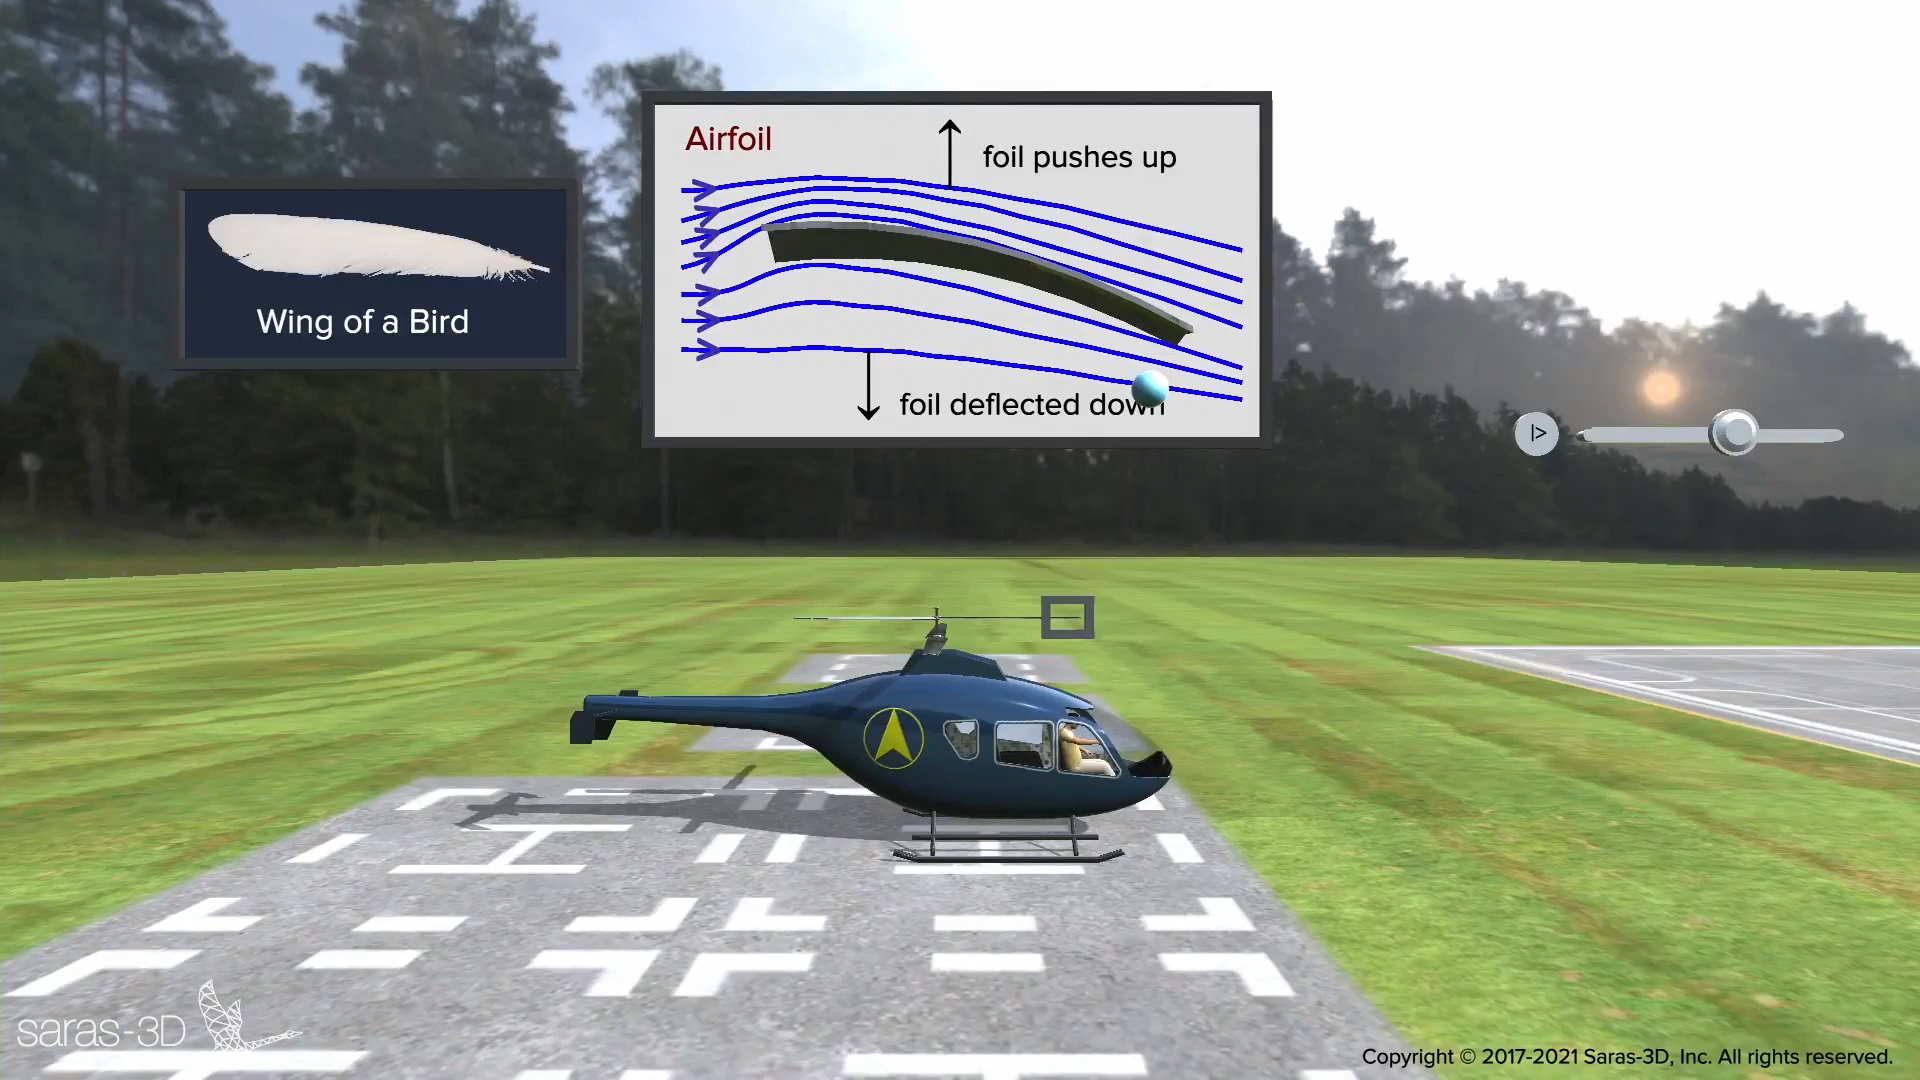 Airfoil
foil pushes up
Wing of a Bird
foil deflected down
saras-3D
Copyright © 2017-2021 Saras-3D, Inc. All rights reserved.